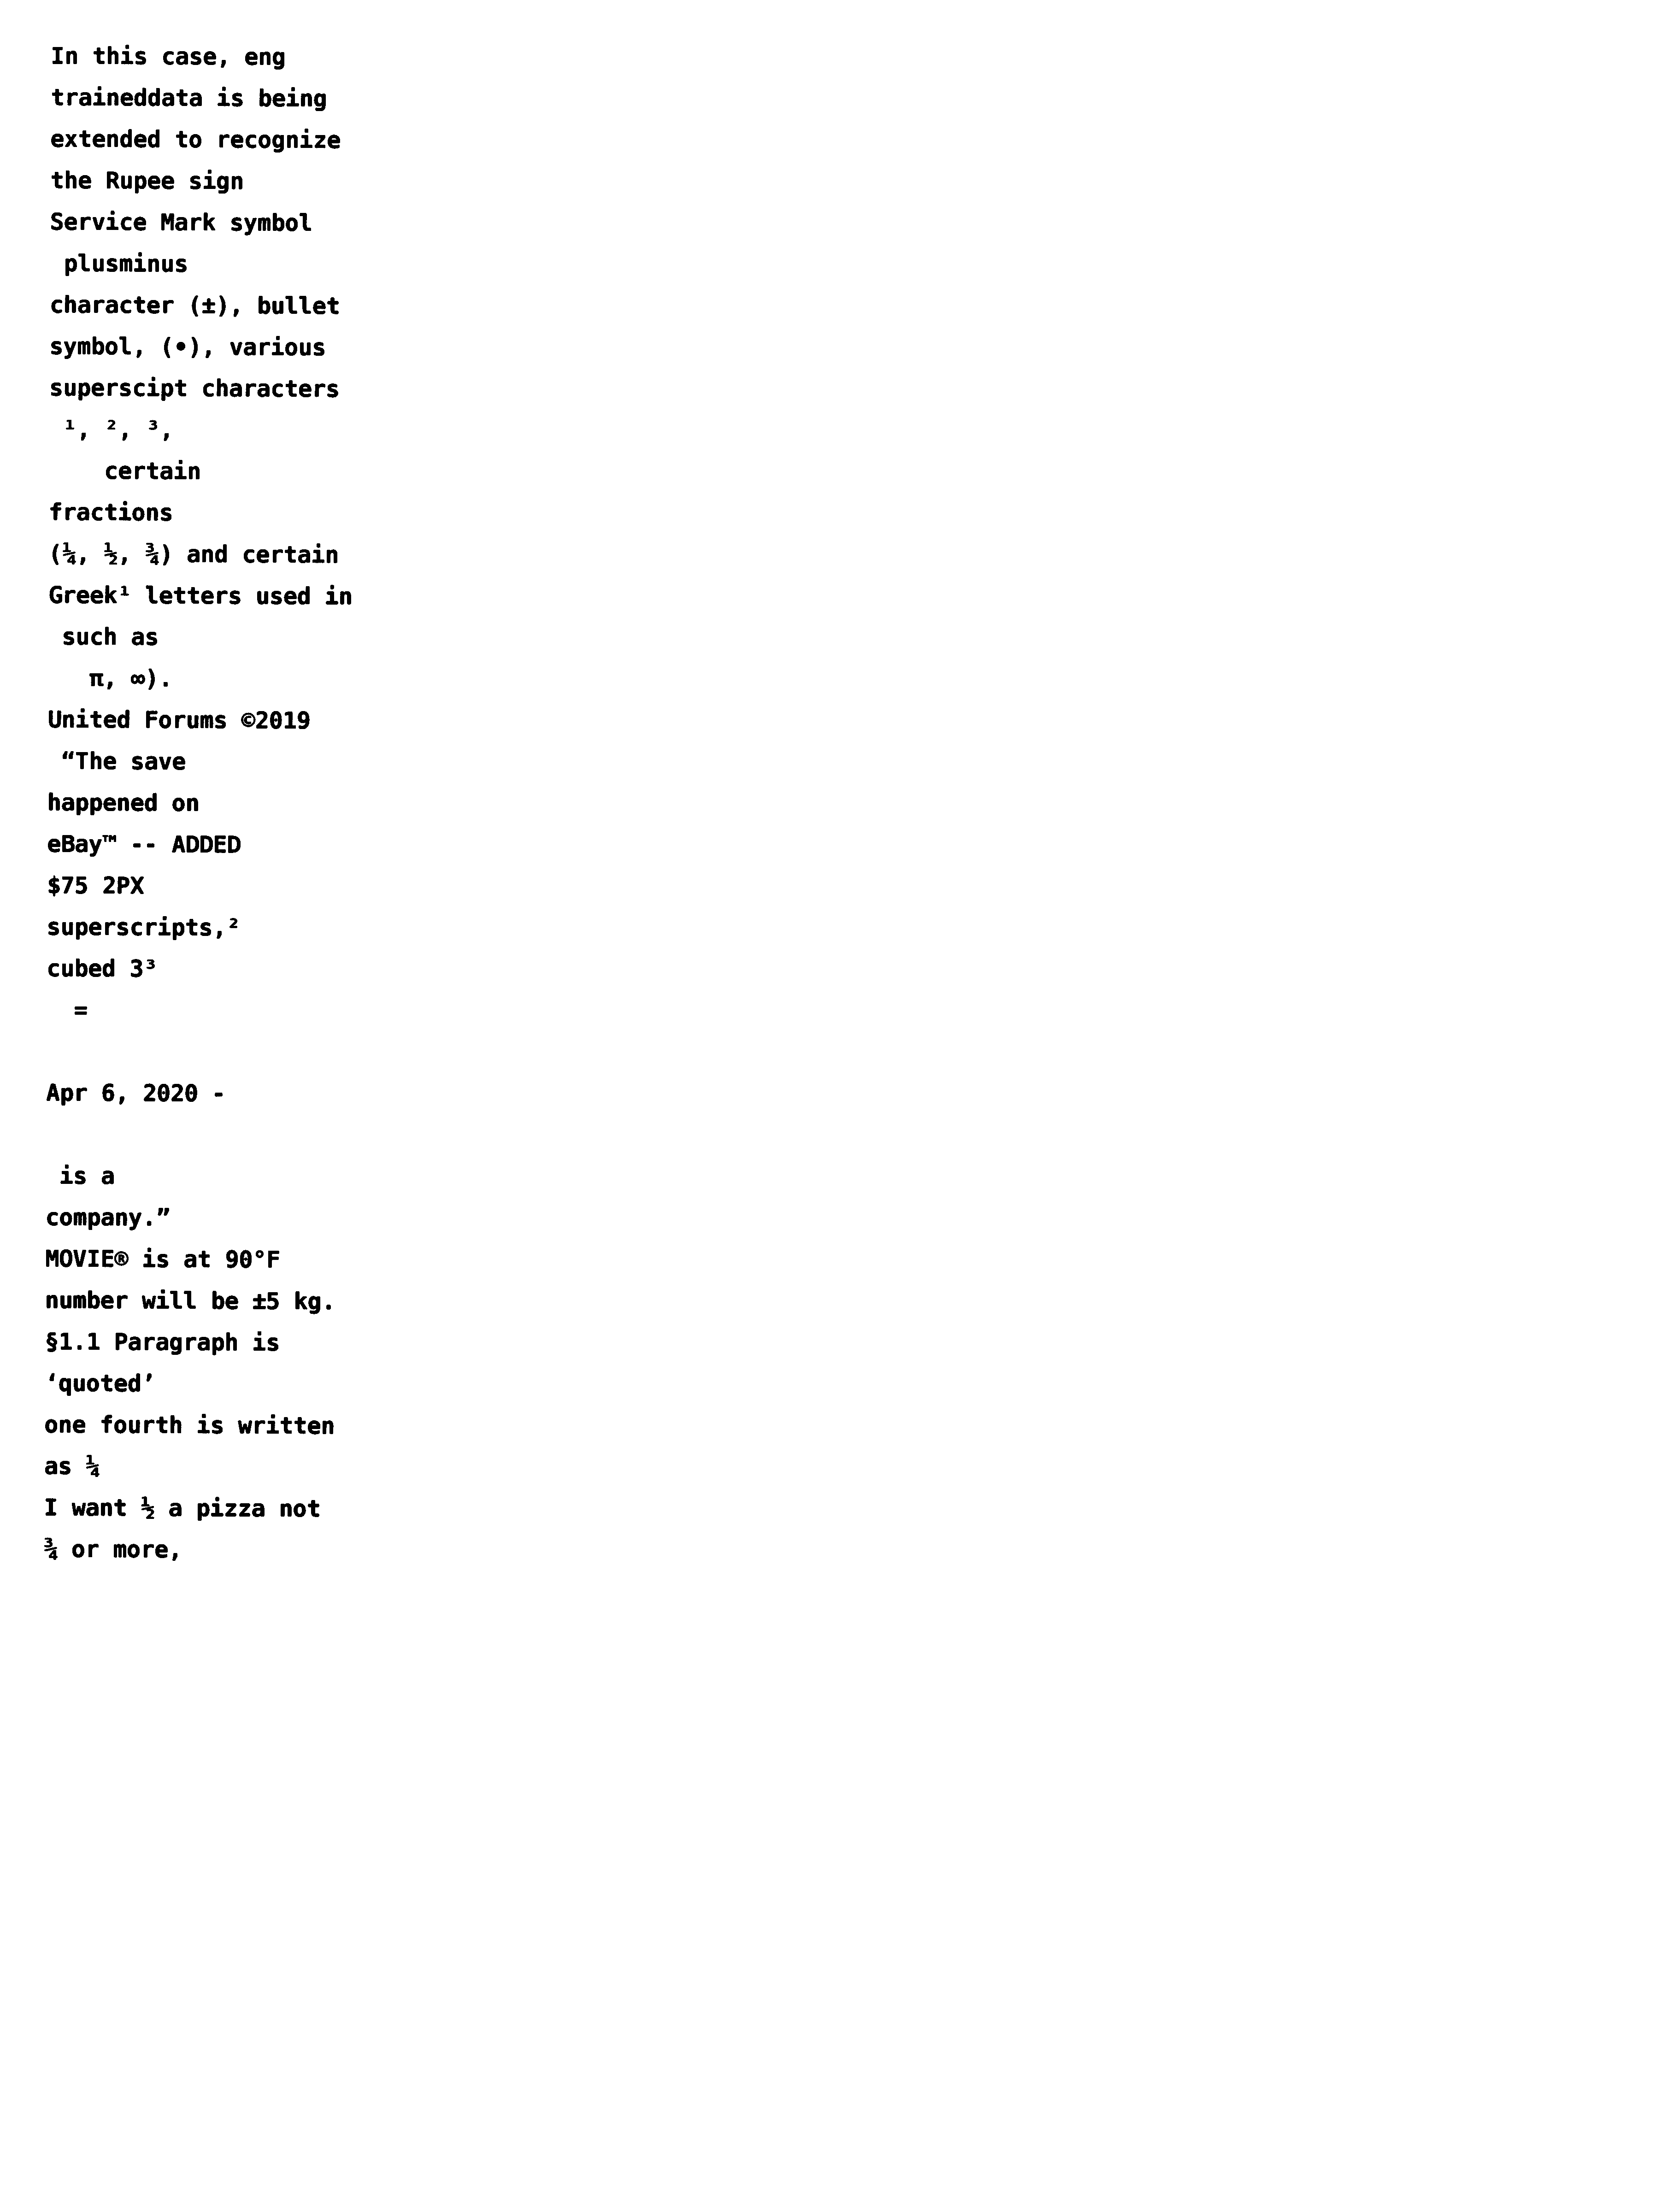 In this case, eng
traineddata is being
extended to recognize
the Rupee sign
Service Mark symbol
plusminus
character (±), bullet
symbol, (•), various
superscipt characters
¹, ², ³,
certain
fractions
(¼, ½, ¾) and certain
Greek¹ letters used in
such as
π, ∞).
United Forums ©2019
“The save
happened on
eBay™ -- ADDED
$75 2PX
superscripts,²
cubed 3³
=
Apr 6, 2020 -
is a
company.”
MOVIE® is at 90°F
number will be ±5 kg.
§1.1 Paragraph is
‘quoted’
one fourth is written
as ¼
I want ½ a pizza not
¾ or more,